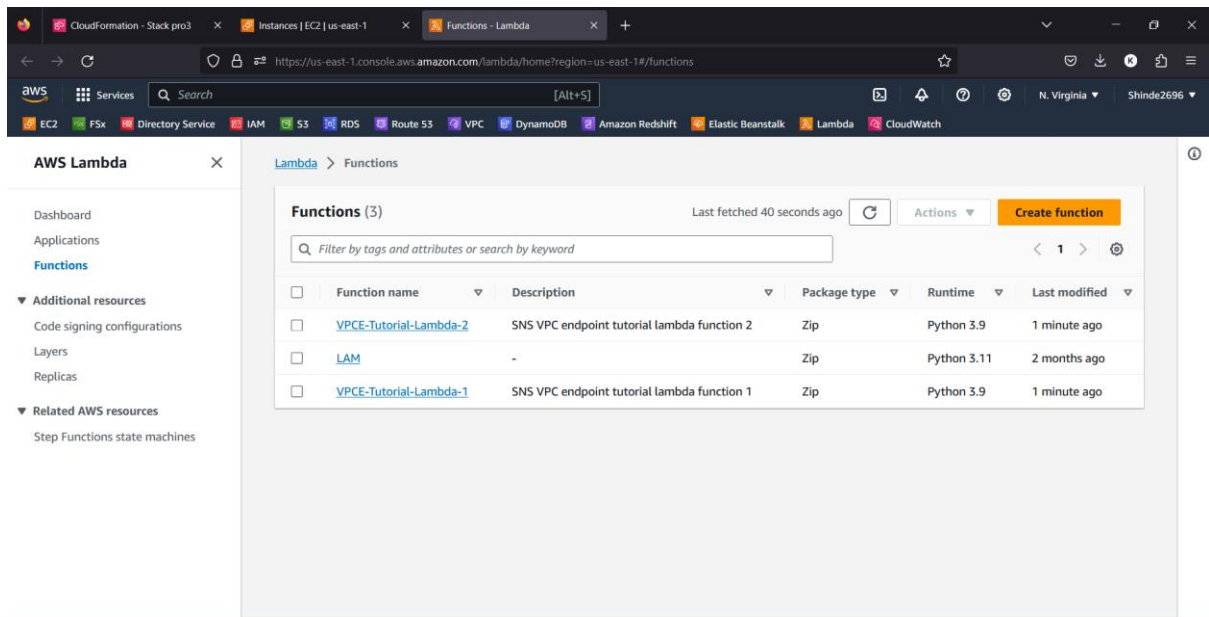 CloudFormation - Stack pro3 Instances | EC2 | us-east-1 Functions - Lambda
https://us-east-1.console.aws.amazon.com/lambda/home?region=us-east-1#/functions K
aws Services Search [Alt+S] N. Virginia Shinde2696
EC2 FSx Directory Service IAM S3 RDS Route 53 VPC DynamoDB Amazon Redshift Elastic Beanstalk Lambda CloudWatch
AWS Lambda
Dashboard
Applications
Functions
Additional resources
Code signing configurations
Layers
Replicas
Related AWS resources
Step Functions state machines
Lambda > Functions
Functions (3) Last fetched 40 seconds ago Actions Create function
Filter by tags and attributes or search by keyword < 1 >
Function name Description Package type Runtime Last modified
VPCE-Tutorial-Lambda-2 SNS VPC endpoint tutorial lambda function 2 Zip Python 3.9 1 minute ago
LAM - Zip Python 3.11 2 months ago
VPCE-Tutorial-Lambda-1 SNS VPC endpoint tutorial lambda function 1 Zip Python 3.9 1 minute ago